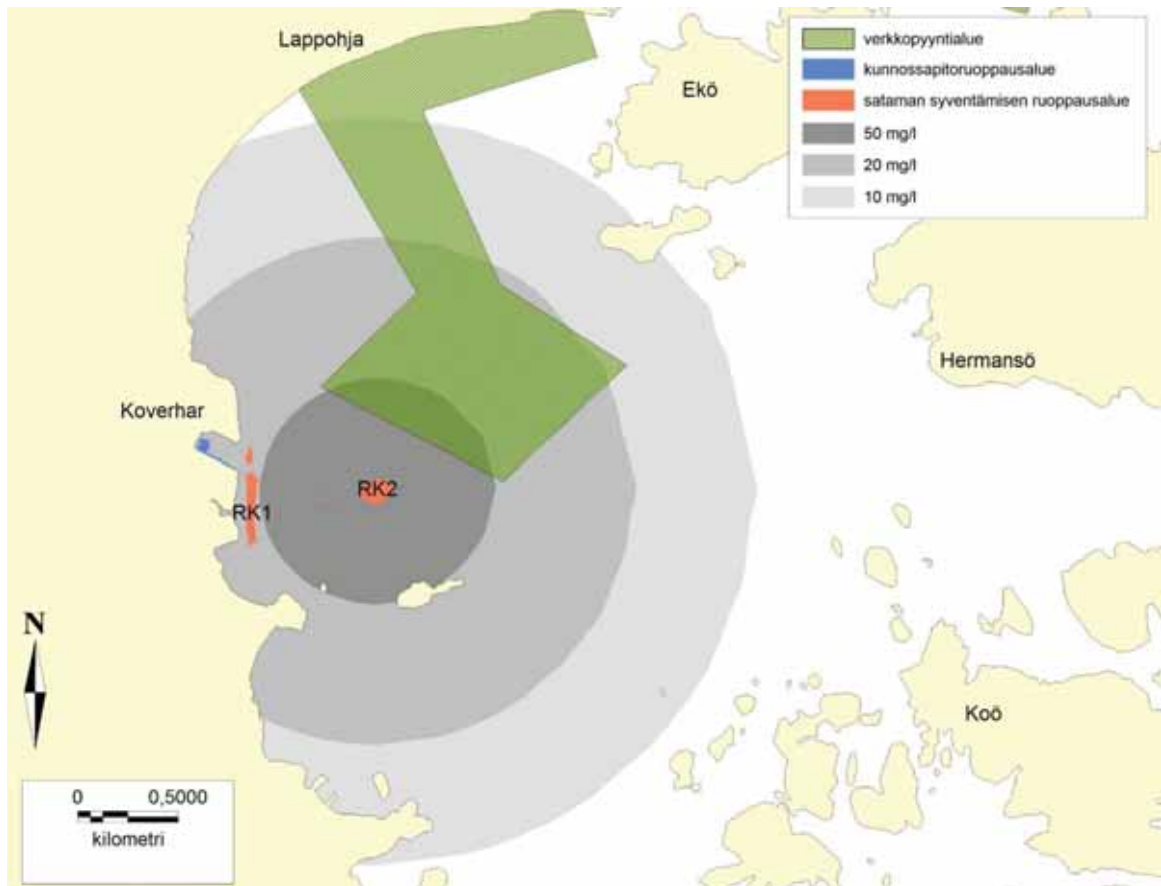 Lappohja
Ekö
verkkopyyntialue
kunnossapitoruoppausalue
sataman syventämisen ruoppausalue
50 mg/l
20 mg/l
10 mg/l
Hermansö
Koverhar
RK2
RK1
N
Koö
0 0,5000
kilometri